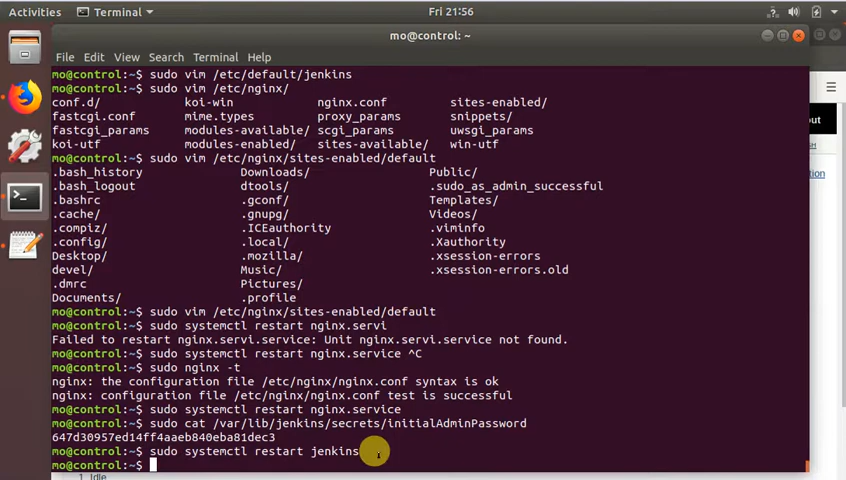 Activities Terminal Fri 21:56
mo@control: ~
File Edit View Search Terminal Help
mo@control:~$ sudo vim /etc/default/jenkins
mo@control:~$ sudo vim /etc/nginx/
conf.d/ koi-win nginx.conf sites-enabled/
fastcgi.conf mime.types proxy_params snippets/
fastcgi_params modules-available/ scgi_params uwsgi_params
koi-utf modules-enabled/ sites-available/ win-utf
mo@control:~$ sudo vim /etc/nginx/sites-enabled/default
.bash_history Downloads/ Public/
.bash_logout dtools/ .sudo_as_admin_successful
.bashrc .gconf/ Templates/
.cache/ .gnupg/ Videos/
.compiz/ .ICEauthority .viminfo
.config/ .local/ .Xauthority
Desktop/ .mozilla/ .xsession-errors
devel/ Music/ .xsession-errors.old
.dmrc Pictures/
Documents/ .profile
mo@control:~$ sudo vim /etc/nginx/sites-enabled/default
mo@control:~$ sudo systemctl restart nginx.servi
Failed to restart nginx.servi.service: Unit nginx.servi.service not found.
mo@control:~$ sudo systemctl restart nginx.service ^C
mo@control:~$ sudo nginx -t
nginx: the configuration file /etc/nginx/nginx.conf syntax is ok
nginx: configuration file /etc/nginx/nginx.conf test is successful
mo@control:~$ sudo systemctl restart nginx.service
mo@control:~$ sudo cat /var/lib/jenkins/secrets/initialAdminPassword
647d30957ed14ff4aaeb840eba81dec3
mo@control:~$ sudo systemctl restart jenkins
mo@control:~$
1 Idle